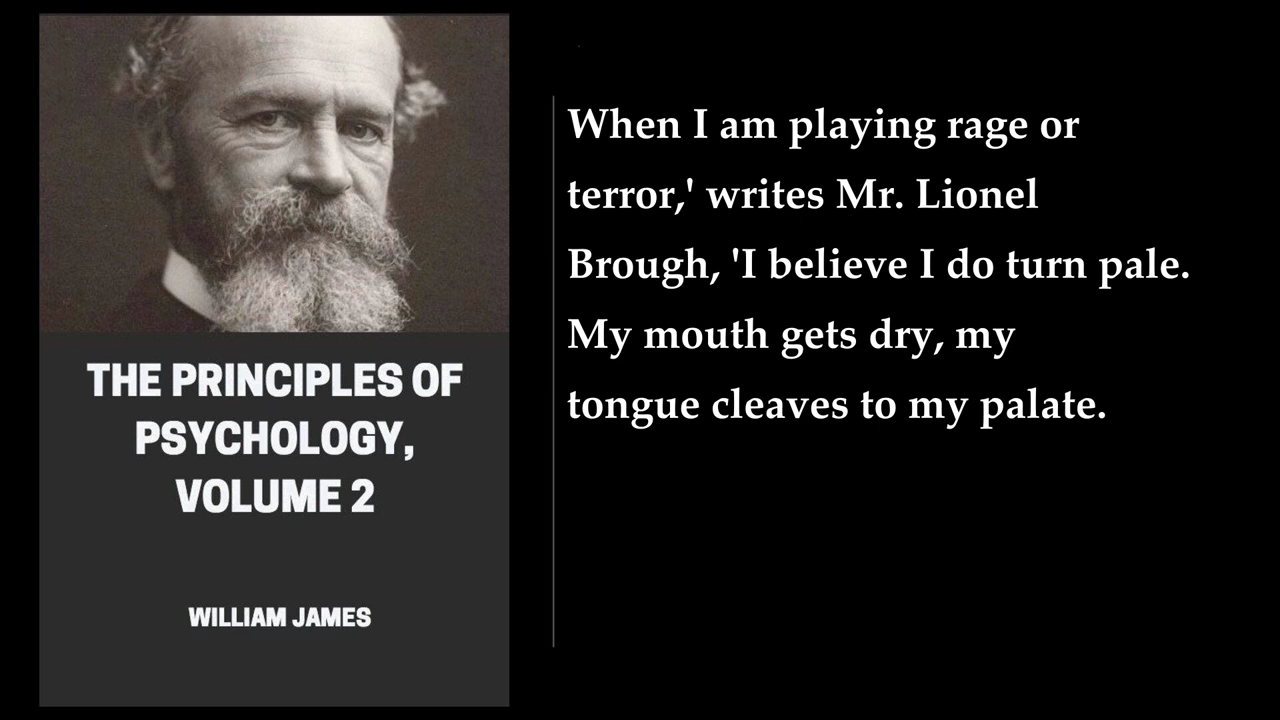 THE PRINCIPLES OF
PSYCHOLOGY,
VOLUME 2
WILLIAM JAMES
When I am playing rage or
terror,' writes Mr. Lionel
Brough, 'I believe I do turn pale.
My mouth gets dry, my
tongue cleaves to my palate.